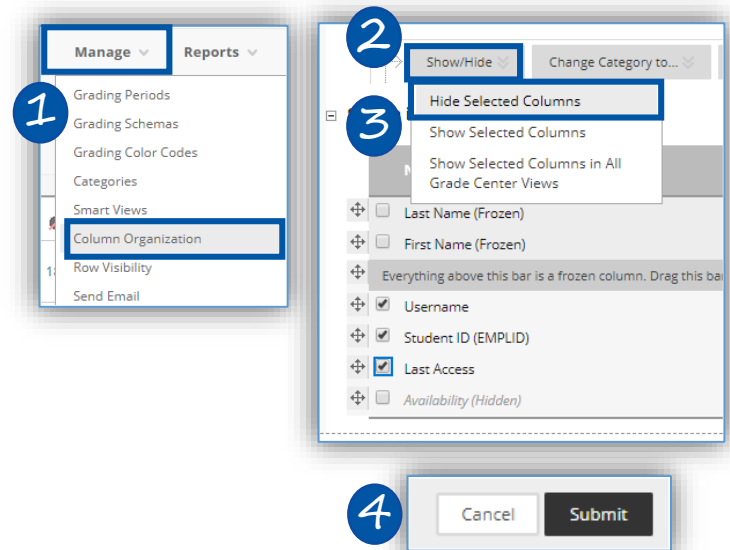 1
Manage Reports
Grading Periods
Grading Schemas
Grading Color Codes
Categories
Smart Views
Column Organization
Row Visibility
Send Email
2
Show/Hide Change Category to...
3
Hide Selected Columns
Show Selected Columns
Show Selected Columns in All
Grade Center Views
Last Name (Frozen)
First Name (Frozen)
Everything above this bar is a frozen column. Drag this bar
Username
Student ID (EMPLID)
Last Access
Availability (Hidden)
4
Cancel Submit